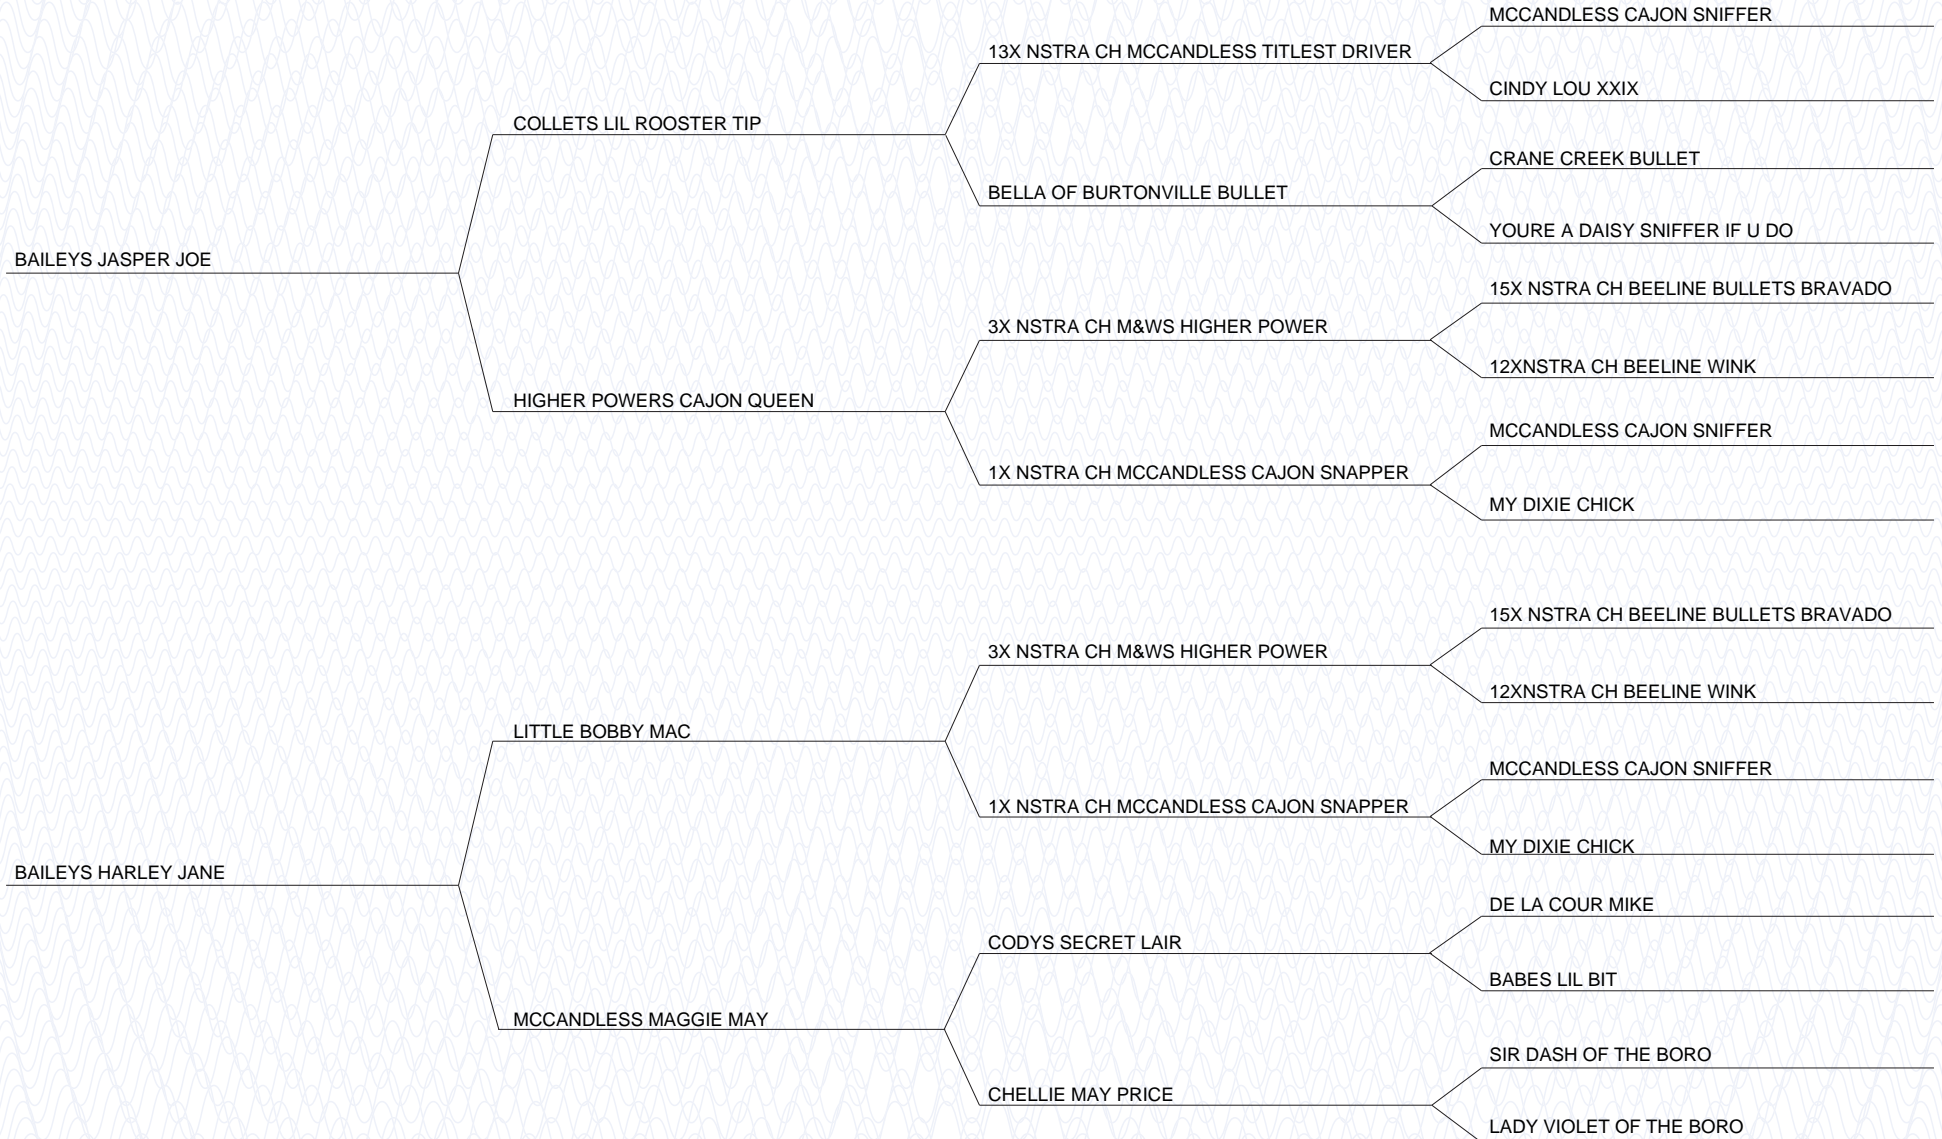 MCCANDLESS CAJON SNIFFER
13X NSTRA CH MCCANDLESS TITLEST DRIVER
CINDY LOU XXIX
COLLETS LIL ROOSTER TIP
CRANE CREEK BULLET
BELLA OF BURTONVILLE BULLET
YOURE A DAISY SNIFFER IF U DO
BAILEYS JASPER JOE
15X NSTRA CH BEELINE BULLETS BRAVADO
3X NSTRA CH M&WS HIGHER POWER
12XNSTRA CH BEELINE WINK
HIGHER POWERS CAJON QUEEN
MCCANDLESS CAJON SNIFFER
1X NSTRA CH MCCANDLESS CAJON SNAPPER
MY DIXIE CHICK
15X NSTRA CH BEELINE BULLETS BRAVADO
3X NSTRA CH M&WS HIGHER POWER
12XNSTRA CH BEELINE WINK
LITTLE BOBBY MAC
MCCANDLESS CAJON SNIFFER
1X NSTRA CH MCCANDLESS CAJON SNAPPER
MY DIXIE CHICK
BAILEYS HARLEY JANE
DE LA COUR MIKE
CODYS SECRET LAIR
BABES LIL BIT
MCCANDLESS MAGGIE MAY
SIR DASH OF THE BORO
CHELLIE MAY PRICE
LADY VIOLET OF THE BORO